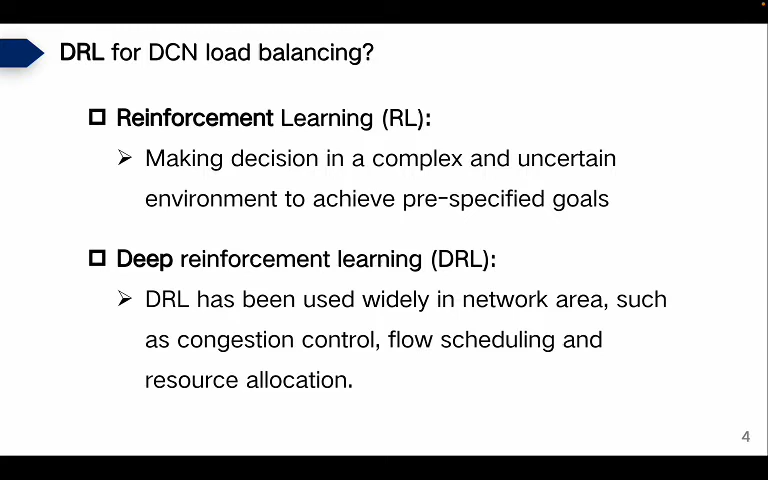 DRL for DCN load balancing?
Reinforcement Learning (RL):
Making decision in a complex and uncertain
environment to achieve pre-specified goals
Deep reinforcement learning (DRL):
DRL has been used widely in network area, such
as congestion control, flow scheduling and
resource allocation.
4